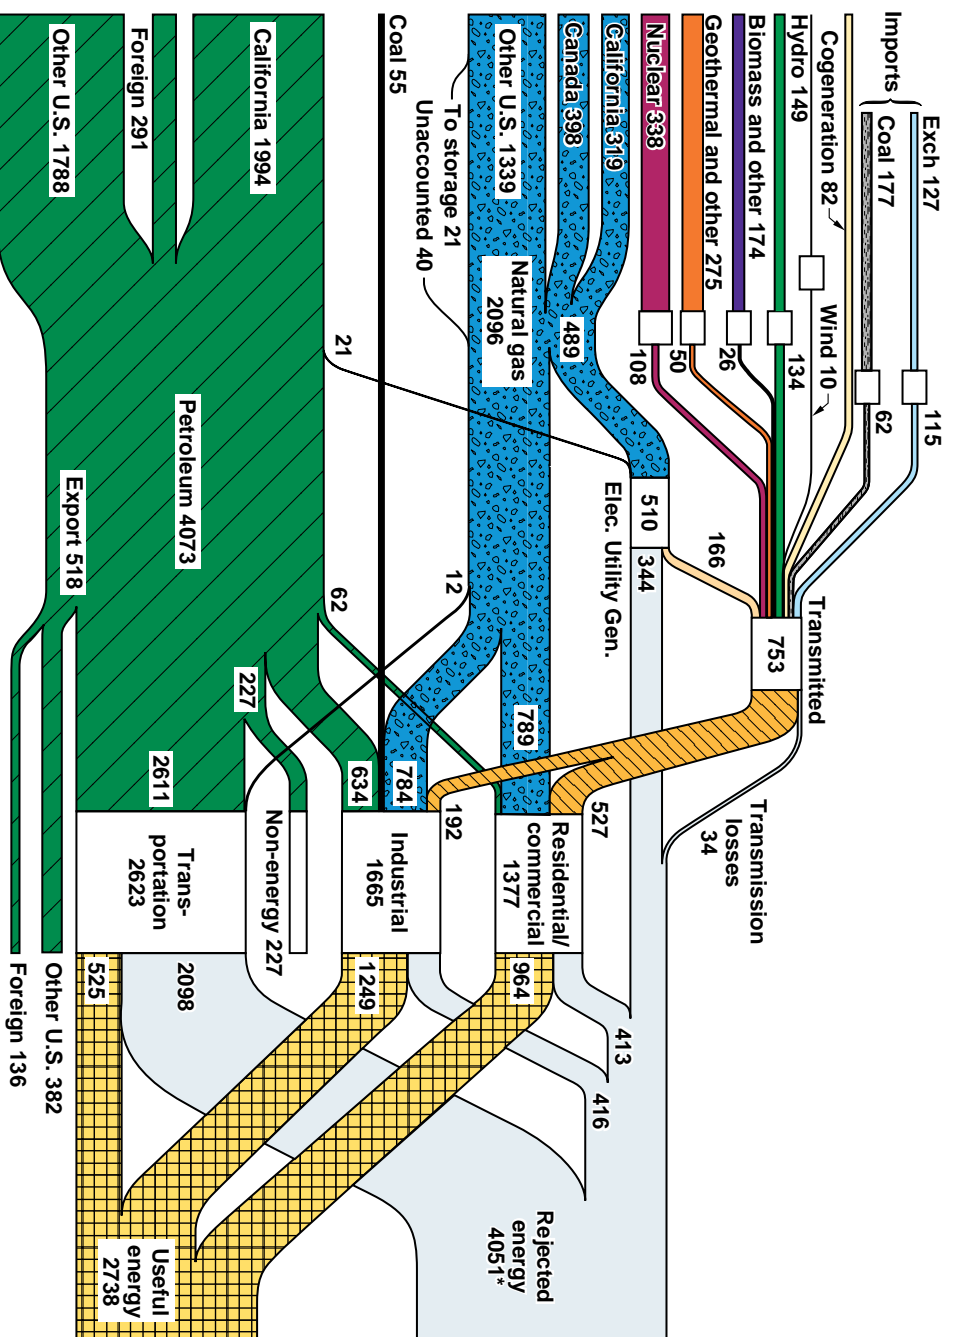 Imports
Exch 127
Coal 177
Cogeneration 82
Hydro 149
Biomass and other 174
Geothermal and other 275
Nuclear 338
California 319
Canada 398
Other U.S. 1339
To storage 21
Unaccounted 40
Coal 55
California 1994
Foreign 291
Other U.S. 1788
115
62
Wind 10
134
26
50
108
489
Natural gas
2096
21
Petroleum 4073
Export 518
510
Elec. Utility Gen.
344
166
12
62
227
Transmitted
753
Transmission
losses
34
789
784
634
2611
527
192
Residential/
commercial
1377
Industrial
1665
Non-energy 227
Trans-
portation
2623
964
1249
2098
525
413
416
Other U.S. 382
Foreign 136
Rejected
energy
4051*
Useful
energy
2738